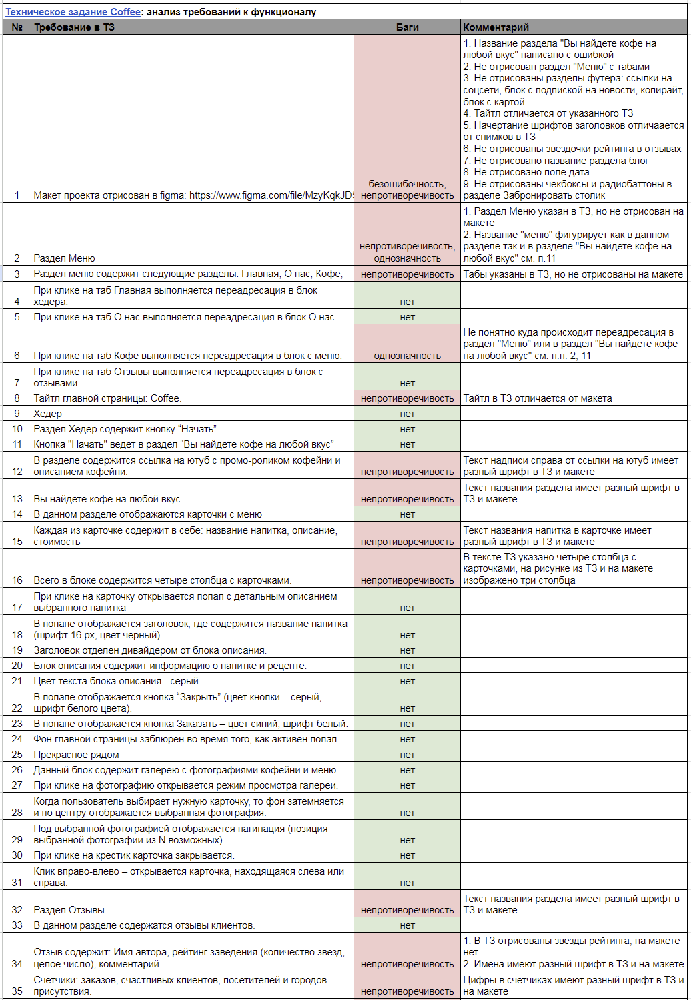 Техническое задание Coffee: анализ требований к функционалу
№ Требование в ТЗ Баги Комментарий
1. Название раздела "Вы найдете кофе на
любой вкус" написано с ошибкой
2. Не отрисован раздел "Меню" с табами
3. Не отрисованы разделы футера: ссылки на
соцсети, блок с подпиской на новости, копирайт,
блок с картой
4. Тайтл отличается от указанного ТЗ
5. Начертание шрифтов заголовков отличаается
от снимков в ТЗ
6. Не отрисованы звездочки рейтинга в отзывах
7. Не отрисовано название раздела блог
8. Не отрисовано поле дата
9. Не отрисованы чекбоксы и радиобаттоны в
разделе Забронировать столик
безошибочность,
1 Макет проекта отрисован в figma: https://www.figma.com/file/MzyKqkJD непротиворечивость
1. Раздел Меню указан в ТЗ, но не отрисован на
макете
2. Название "меню" фигурирует как в данном
разделе так и в разделе "Вы найдете кофе на
любой вкус" см. п.11
непротиворечивость,
2 Раздел Меню однозначность
3 Раздел меню содержит следующие разделы: Главная, О нас, Кофе, непротиворечивость Табы указаны в ТЗ, но не отрисованы на макете
При клике на таб Главная выполняется переадресация в блок
4 хедера. нет
5 При клике на таб О нас выполняется переадресация в блок О нас. нет
Не понятно куда происходит переадресация в
раздел "Меню" или в раздел "Вы найдете кофе
6 При клике на таб Кофе выполняется переадресация в блок с меню. однозначность на любой вкус" см. п.п. 2, 11
При клике на таб Отзывы выполняется переадресация в блок с
7 отзывами. нет
8 Тайтл главной страницы: Coffee. непротиворечивость Тайтл в ТЗ отличается от макета
9 Хедер нет
10 Раздел Хедер содержит кнопку “Начать” нет
11 Кнопка "Начать" ведет в раздел “Вы найдете кофе на любой вкус” нет
В разделе содержится ссылка на ютуб с промо-роликом кофейни и Текст надписи справа от ссылки на ютуб имеет
12 описанием кофейни. непротиворечивость разный шрифт в ТЗ и макете
Текст названия раздела имеет разный шрифт в
13 Вы найдете кофе на любой вкус непротиворечивость ТЗ и макете
14 В данном разделе отображаются карточки с меню нет
Каждая из карточке содержит в себе: название напитка, описание, Текст названия напитка в карточке имеет
15 стоимость непротиворечивость разный шрифт в ТЗ и макете
В тексте ТЗ указано четыре столбца с
карточками, на рисунке из ТЗ и на макете
16 Всего в блоке содержится четыре столбца с карточками. непротиворечивость изображено три столбца
При клике на карточку открывается попап с детальным описанием
17 выбранного напитка нет
В попапе отображается заголовок, где содержится название напитка
18 (шрифт 16 px, цвет черный). нет
19 Заголовок отделен дивайдером от блока описания. нет
20 Блок описания содержит информацию о напитке и рецепте. нет
21 Цвет текста блока описания - серый. нет
В попапе отображается кнопка “Закрыть” (цвет кнопки – серый,
22 шрифт белого цвета). нет
23 В попапе отображается кнопка Заказать – цвет синий, шрифт белый. нет
24 Фон главной страницы заблюрен во время того, как активен попап. нет
25 Прекрасное рядом нет
26 Данный блок содержит галерею с фотографиями кофейни и меню. нет
27 При клике на фотографию открывается режим просмотра галереи. нет
Когда пользователь выбирает нужную карточку, то фон затемняется
28 и по центру отображается выбранная фотография. нет
Под выбранной фотографией отображается пагинация (позиция
29 выбранной фотографии из N возможных). нет
30 При клике на крестик карточка закрывается. нет
Клик вправо-влево – открывается карточка, находящаяся слева или
31 справа. нет
Текст названия раздела имеет разный шрифт в
32 Раздел Отзывы непротиворечивость ТЗ и макете
33 В данном разделе содержатся отзывы клиентов. нет
1. В ТЗ отрисованы звезды рейтинга, на макете
Отзыв содержит: Имя автора, рейтинг заведения (количество звезд, нет
34 целое число), комментарий непротиворечивость 2. Имена имеют разный шрифт в ТЗ и на макете
Счетчики: заказов, счастливых клиентов, посетителей и городов Цифры в счетчиках имеют разный шрифт в ТЗ и
35 присутствия. непротиворечивость на макете